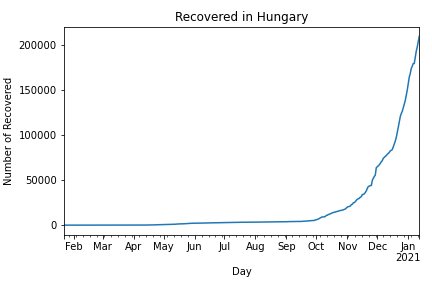 Recovered in Hungary
Number of Recovered
200000
150000
100000
50000
0
Feb Mar Apr May Jun Jul Aug Sep Oct Nov Dec Jan
2021
Day